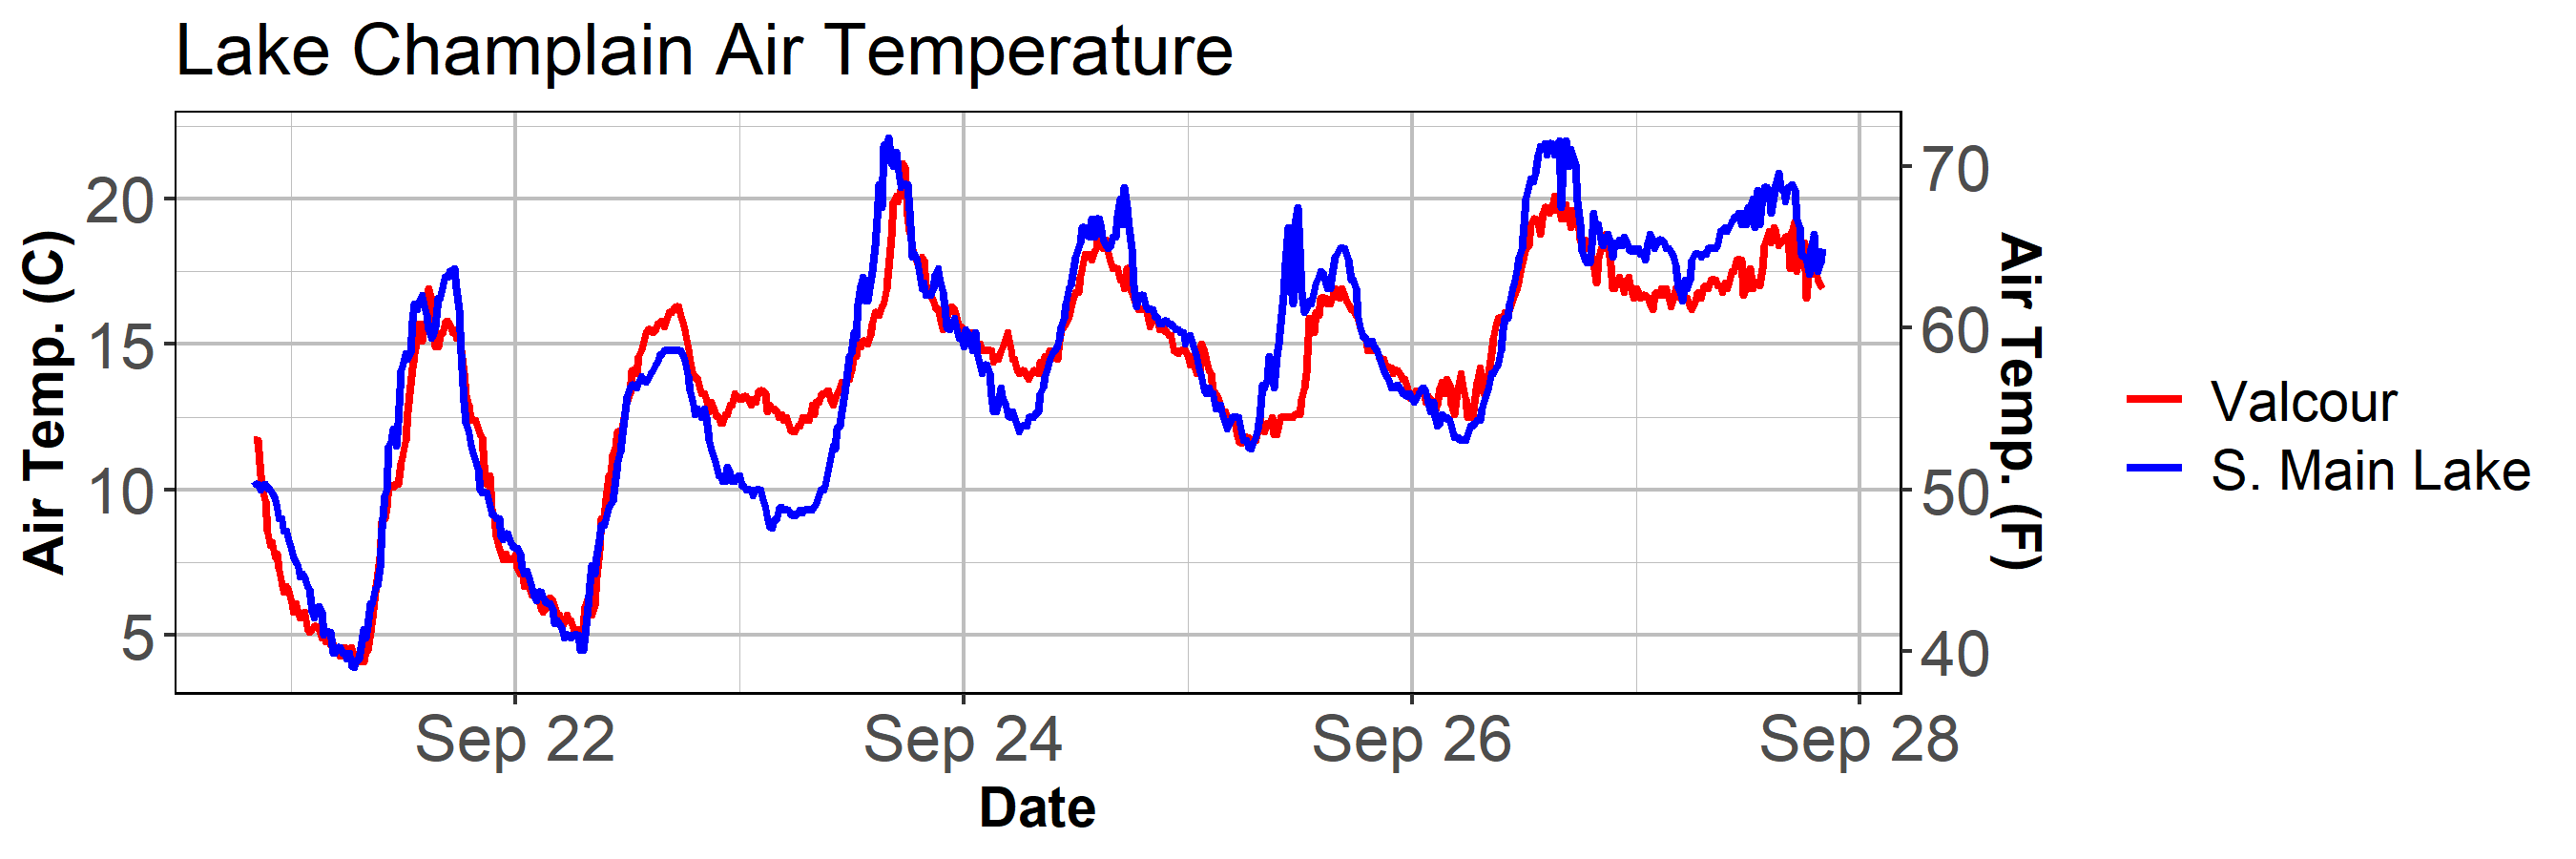 Lake Champlain Air Temperature
Air Temp. (C)
20
15
10
5
70
60
50
40
Air Temp. (F)
Sep 22
Sep 24
Sep 26
Sep 28
Date
Valcour
S. Main Lake